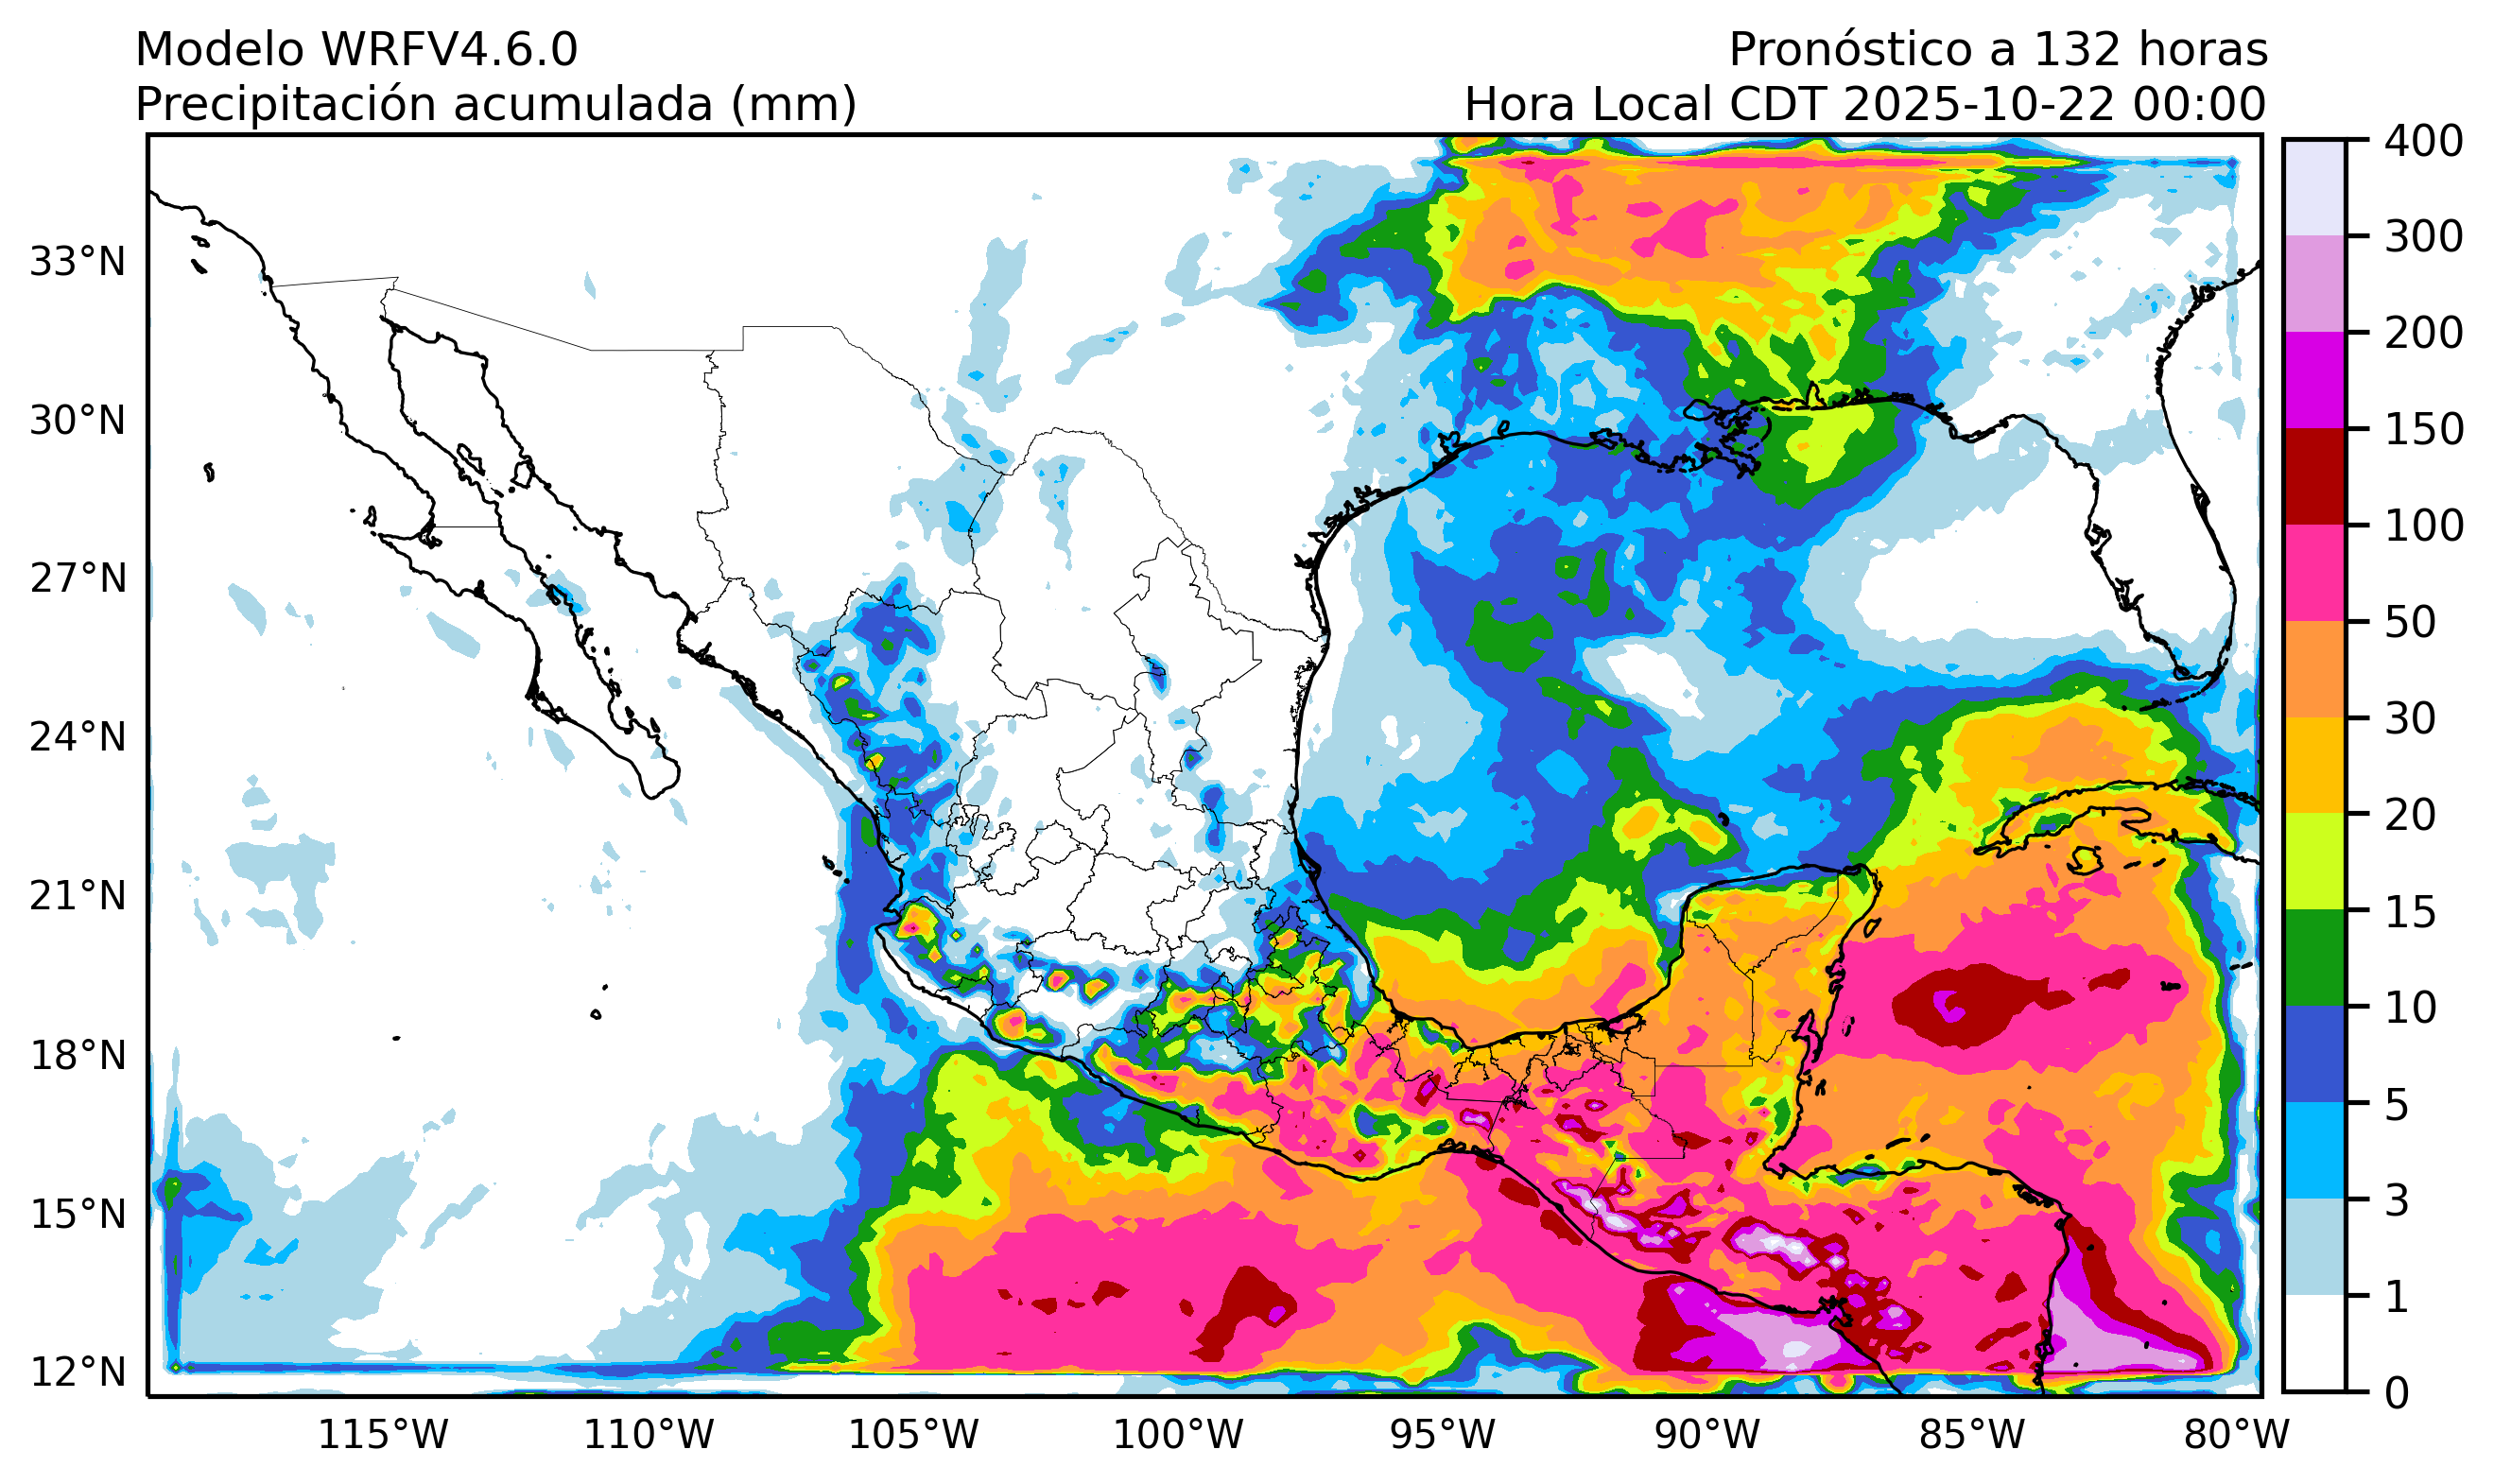 Modelo WRFV4.6.0
Pronóstico a 132 horas
Precipitación acumulada (mm)
Hora Local CDT 2025-10-22 00:00
33°N
30°N
27°N
24°N
21°N
18°N
15°N
12°N
115°W
110°W
105°W
100°W
95°W
90°W
85°W
80°W
400
300
200
150
100
50
30
20
15
10
5
3
1
0